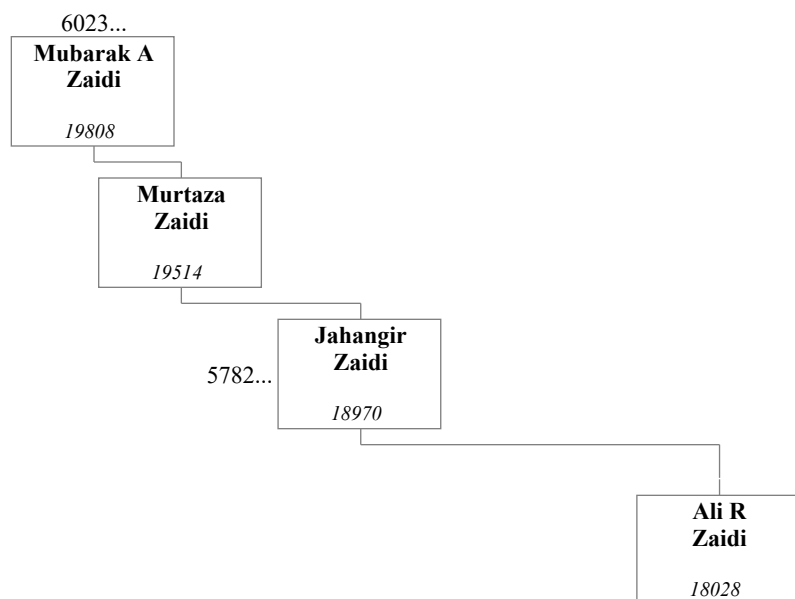 6023...
Mubarak A
Zaidi
19808
Murtaza
Zaidi
19514
Jahangir
Zaidi
5782...
18970
Ali R
Zaidi
18028